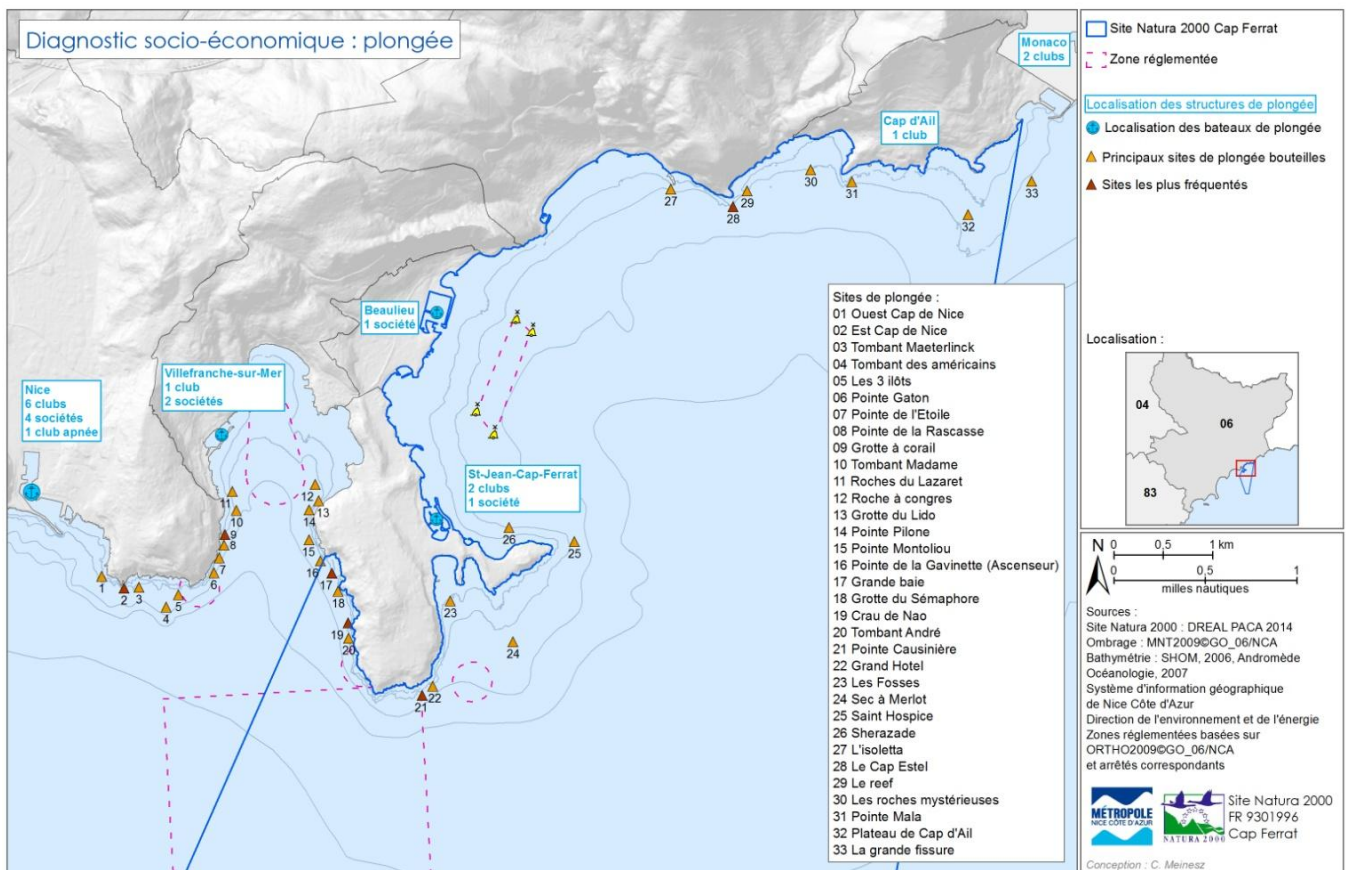 Diagnostic socio-économique : plongée
Monaco
2 clubs
Cap d'Ail
1 club
Beaulieu
1 société
Villefranche-sur-Mer
1 club
2 sociétés
Nice
6 clubs
4 sociétés
1 club apnée
St-Jean-Cap-Ferrat
2 clubs
1 société
1
2
3
4
5
6
7
8
9
10
11
12
13
14
15
16
17
18
19
20
21
22
23
24
25
26
27
28
29
30
31
32
33
Sites de plongée :
01 Ouest Cap de Nice
02 Est Cap de Nice
03 Tombant Maeterlinck
04 Tombant des américains
05 Les 3 ilôts
06 Pointe Gaton
07 Pointe de l'Etoile
08 Pointe de la Rascasse
09 Grotte à corail
10 Tombant Madame
11 Roches du Lazaret
12 Roche à congres
13 Grotte du Lido
14 Pointe Pilone
15 Pointe Montoliou
16 Pointe de la Gavinette (Ascenseur)
17 Grande baie
18 Grotte du Sémaphore
19 Crau de Nao
20 Tombant André
21 Pointe Causinière
22 Grand Hotel
23 Les Fosses
24 Sec à Merlot
25 Saint Hospice
26 Sherazade
27 L'isoletta
28 Le Cap Estel
29 Le reef
30 Les roches mystérieuses
31 Pointe Mala
32 Plateau de Cap d'Ail
33 La grande fissure
Site Natura 2000 Cap Ferrat
Zone réglementée
Localisation des structures de plongée
Localisation des bateaux de plongée
Principaux sites de plongée bouteilles
Sites les plus fréquentés
Localisation :
04
06
83
N
0 0,5 1 km
0 0,5 1
milles nautiques
Sources :
Site Natura 2000 : DREAL PACA 2014
Ombrage : MNT2009©GO_06/NCA
Bathymétrie : SHOM, 2006, Andromède
Océanologie, 2007
Système d'information géographique
de Nice Côte d'Azur
Direction de l'environnement et de l'énergie
Zones réglementées basées sur
ORTHO2009©GO_06/NCA
et arrêtés correspondants
MÉTROPOLE
NICE CÔTE D'AZUR
NATURA 2000
Site Natura 2000
FR 9301996
Cap Ferrat
Conception : C. Meinesz